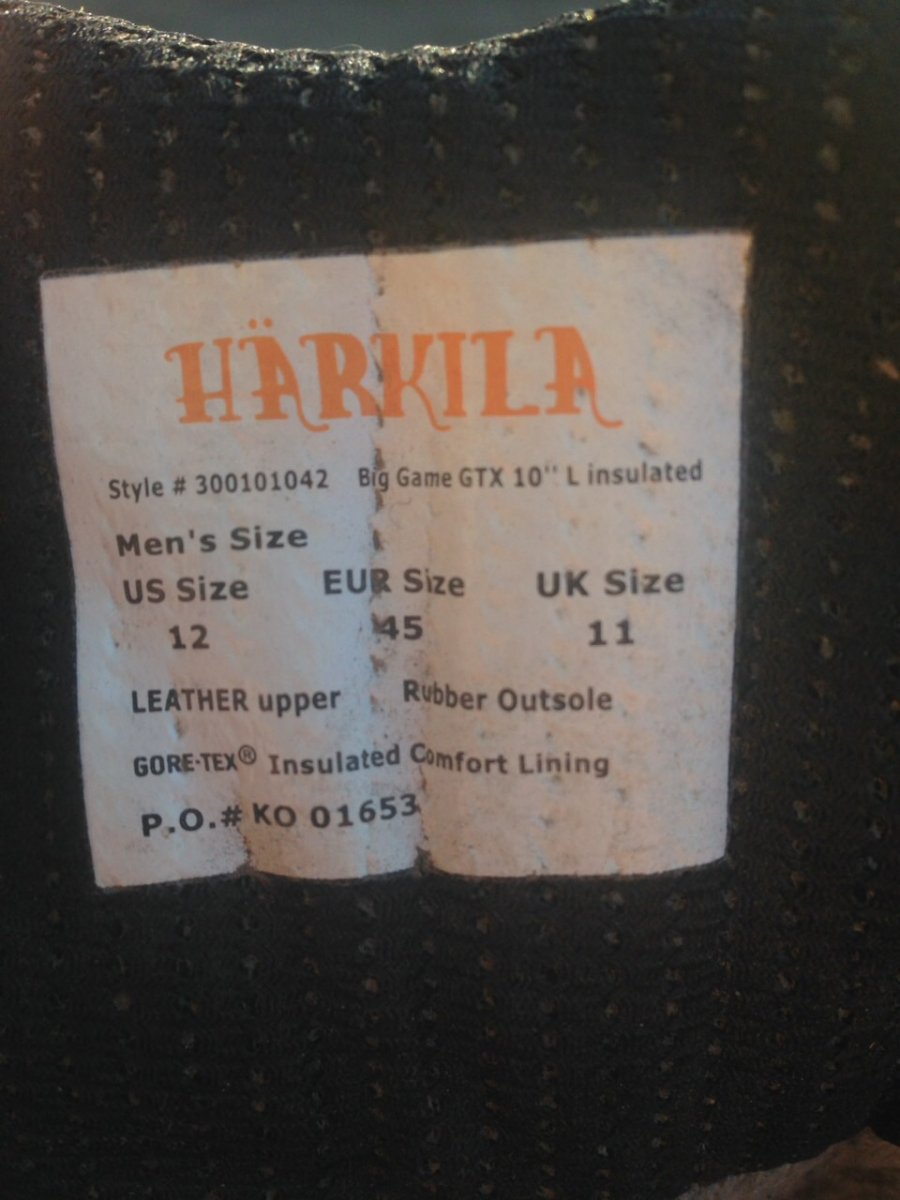 HÄRKILA
Style # 300101042 Big Game GTX 10'' L insulated
Men's Size
US Size EUR Size UK Size
12 45 11
LEATHER upper Rubber Outsole
GORE-TEX® Insulated Comfort Lining
P.O.# KO 01653